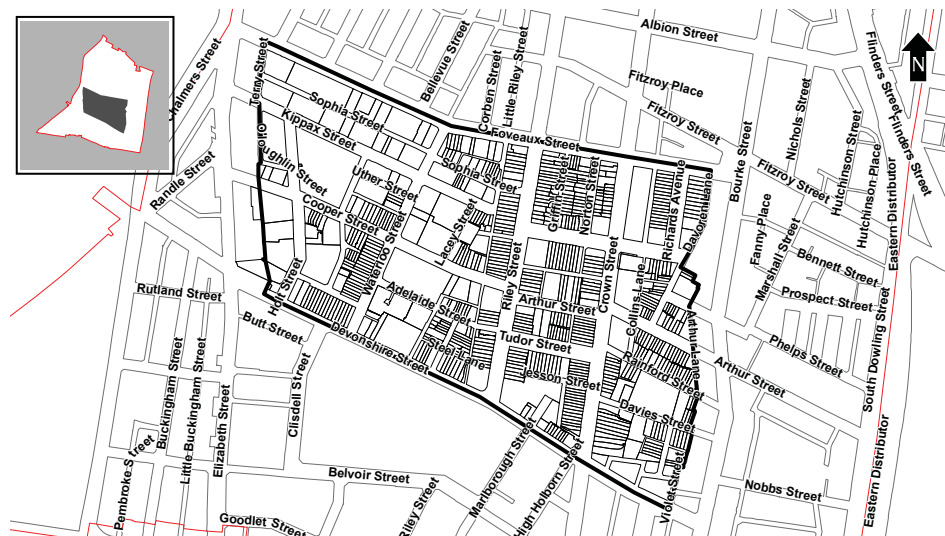 Albion Street
Flinders Street
Flinders Street
N
Bellevue Street
Little Riley Street
Corben Street
Terry Street
Chalmers Street
Fitzroy Place
Nichols Street
Sophia Street
Fitzroy Street
Hutchinson Street
Kippax Street
Foveaux Street
Hutchinson Place
Sophia Street
Fitzroy Street
Bourke Street
Randle Street
Uther Street
Griffin Street
Norton Street
Richards Avenue
Davoren Lane
Fanny Place
Eastern Distributor
Cooper Street
Waterloo Street
Lacey Street
Marshall Street
Bennett Street
Riley Street
Crown Street
Collins Lane
Rutland Street
Holt Street
Adelaide Street
Arthur Street
Prospect Street
Butt Street
Devonshire Street
Tudor Street
Arthur Lane
Phelps Street
South Dowling Street
Rainford Street
Arthur Street
Jesson Street
Buckingham Street
Little Buckingham Street
Elizabeth Street
Clisdell Street
Davies Street
Pembroke Street
Belvoir Street
Marlborough Street
High Holborn Street
Violet Street
Nobbs Street
Eastern Distributor
Goodlet Street
Riley Street